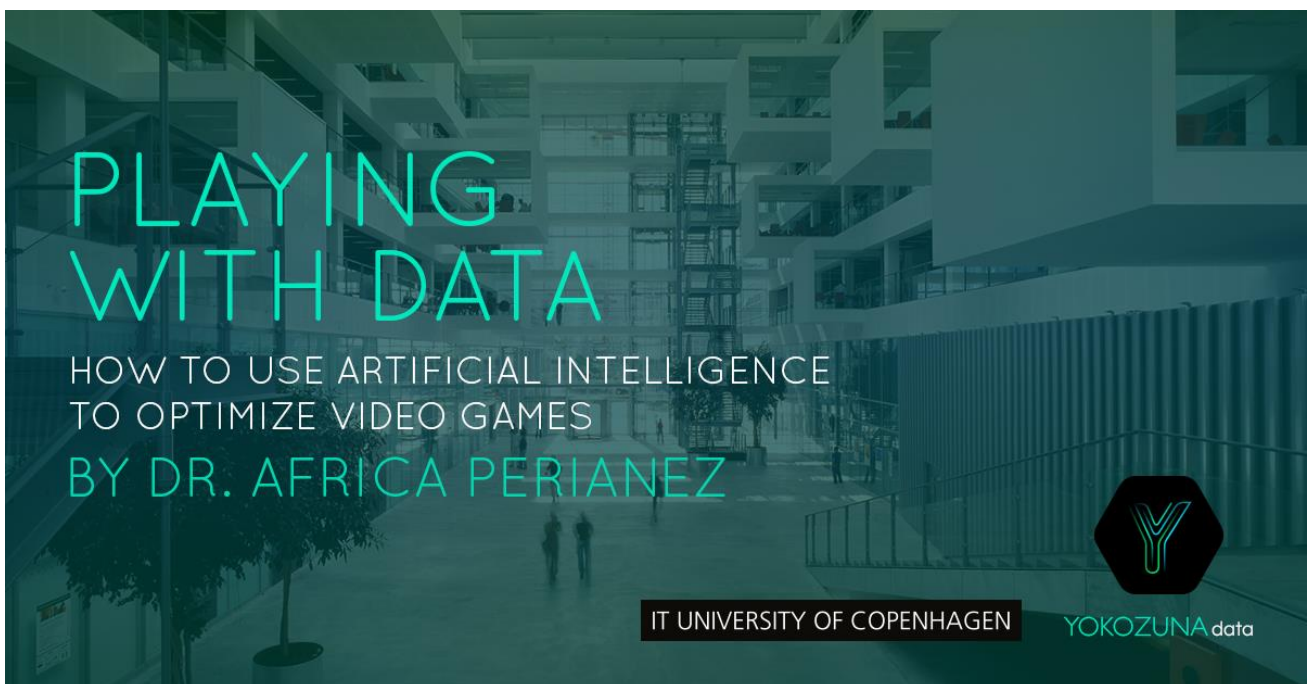 PLAYING
WITH DATA
HOW TO USE ARTIFICIAL INTELLIGENCE
TO OPTIMIZE VIDEO GAMES
BY DR. AFRICA PERIANEZ
IT UNIVERSITY OF COPENHAGEN
YOKOZUNA data